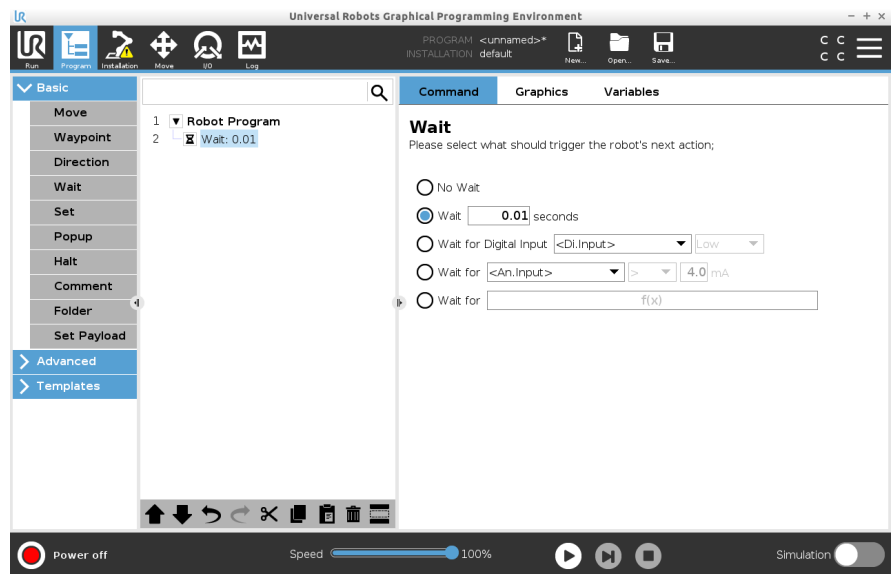 UR Universal Robots Graphical Programming Environment - + ×
UR
Run Program Installation Move I/O Log
PROGRAM <unnamed>*
INSTALLATION default
New... Open... Save...
C C
C C
Basic
Move
Waypoint
Direction
Wait
Set
Popup
Halt
Comment
Folder
Set Payload
Advanced
Templates
1 Robot Program
2 Wait: 0.01
Command Graphics Variables
Wait
Please select what should trigger the robot's next action;
No Wait
Wait 0.01 seconds
Wait for Digital Input <Di.Input> Low
Wait for <An.Input> > 4.0 mA
Wait for f(x)
Power off Speed 100% Simulation